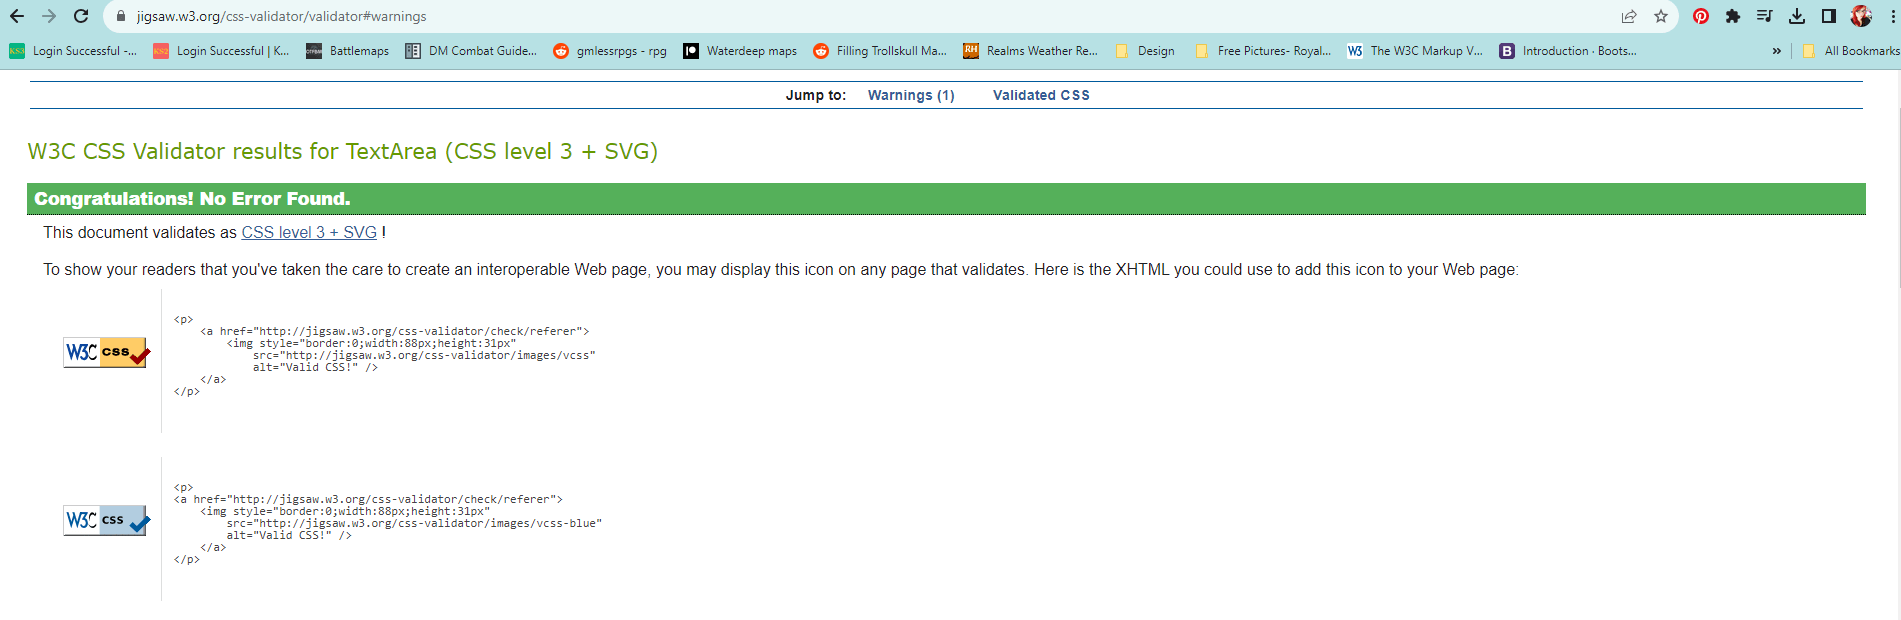 jigsaw.w3.org/css-validator/validator#warnings
KS3 Login Successful -... KS2 Login Successful | K... Battlemaps DM Combat Guide... gmlessrpgs - rpg Waterdeep maps Filling Trollskull Ma... RH Realms Weather Re... Design Free Pictures- Royal... W3 The W3C Markup V... B Introduction · Boots... » All Bookmarks
Jump to: Warnings (1) Validated CSS
W3C CSS Validator results for TextArea (CSS level 3 + SVG)
Congratulations! No Error Found.
This document validates as CSS level 3 + SVG !
To show your readers that you've taken the care to create an interoperable Web page, you may display this icon on any page that validates. Here is the XHTML you could use to add this icon to your Web page:
W3C css
<p>
<a href="http://jigsaw.w3.org/css-validator/check/referer">
<img style="border:0;width:88px;height:31px"
src="http://jigsaw.w3.org/css-validator/images/vcss"
alt="Valid CSS!" />
</a>
</p>
W3C css
<p>
<a href="http://jigsaw.w3.org/css-validator/check/referer">
<img style="border:0;width:88px;height:31px"
src="http://jigsaw.w3.org/css-validator/images/vcss-blue"
alt="Valid CSS!" />
</a>
</p>